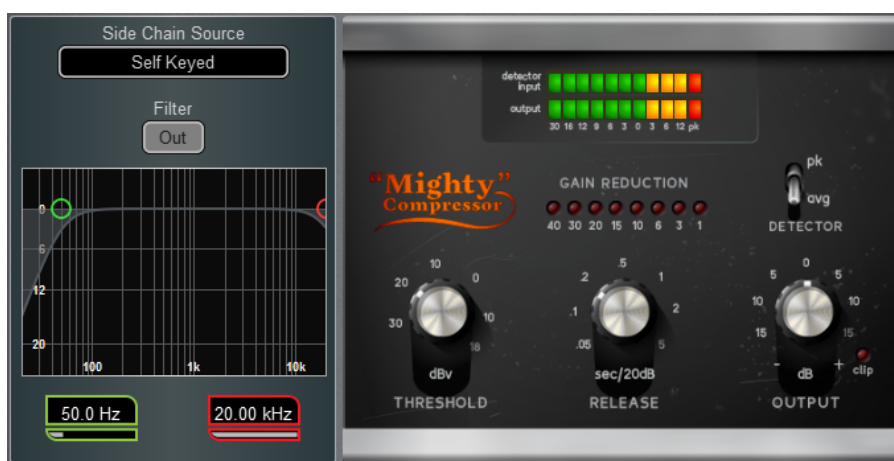 Side Chain Source
Self Keyed
Filter
Out
0
6
12
20
100 1k 10k
50.0 Hz 20.00 kHz
detector
input
output
30 16 12 9 6 3 0 3 6 12 pk
"Mighty"
Compressor
GAIN REDUCTION
40 30 20 15 10 6 3 1
pk
avg
DETECTOR
30 20 10 0 10 18
dBv
THRESHOLD
.05 .1 .2 .5 1 2 5
sec/20dB
RELEASE
15 10 5 0 5 10 15
- dB +
clip
OUTPUT